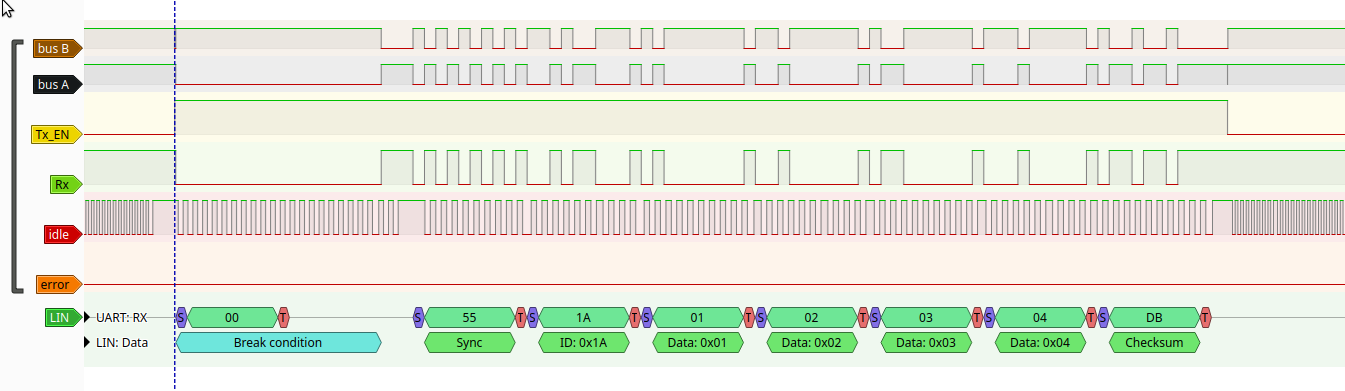 bus B
bus A
Tx_EN
Rx
idle
error
LIN UART: RX S 00 T S 55 T S 1A T S 01 T S 02 T S 03 T S 04 T S DB T
LIN: Data Break condition Sync ID: 0x1A Data: 0x01 Data: 0x02 Data: 0x03 Data: 0x04 Checksum